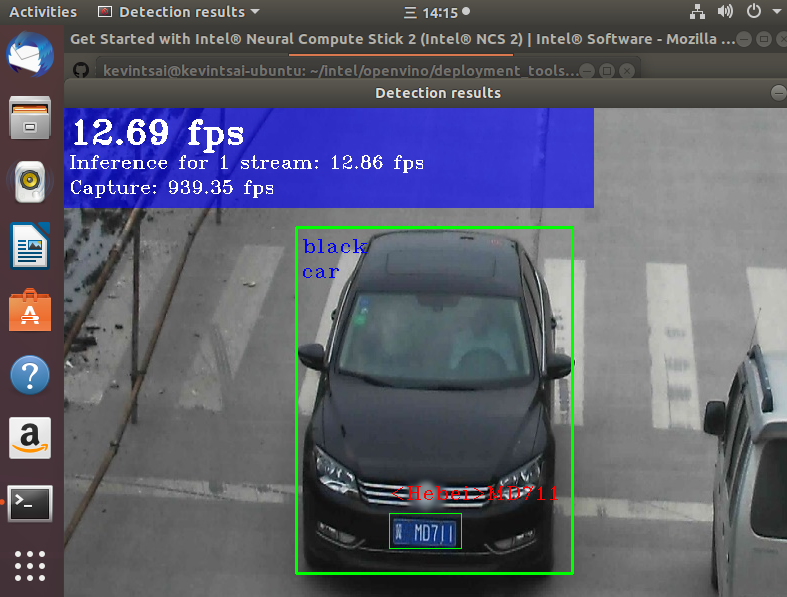 Activities
Detection results
三 14:15
Get Started with Intel® Neural Compute Stick 2 (Intel® NCS 2) | Intel® Software - Mozilla ...
kevintsai@kevintsai-ubuntu: ~/intel/openvino/deployment_tools...
Detection results
12.69 fps
Inference for 1 stream: 12.86 fps
Capture: 939.35 fps
black
car
<Hebei>MD711
冀 MD711